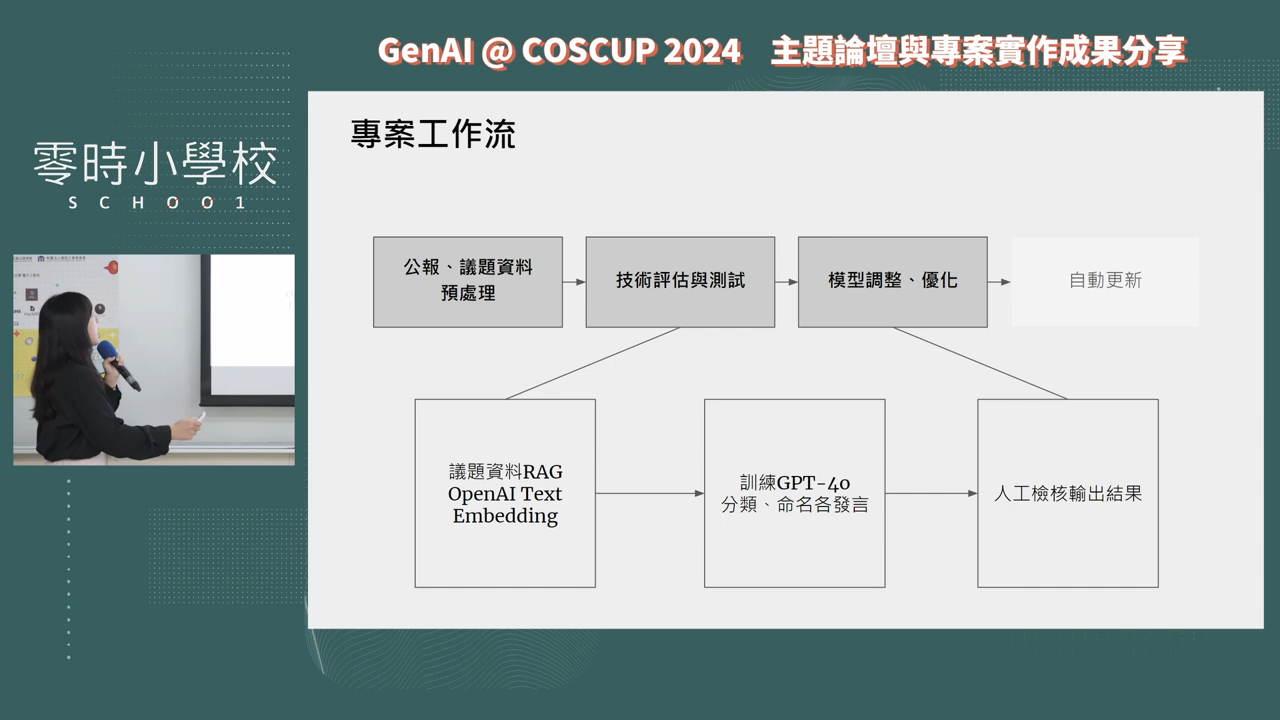 GenAI @ COSCUP 2024 主題論壇與專案實作成果分享
零時小學校
SCHOO1
專案工作流
公報、議題資料
預處理
技術評估與測試
模型調整、優化
自動更新
議題資料RAG
OpenAI Text
Embedding
訓練GPT-4o
分類、命名各發言
人工檢核輸出結果